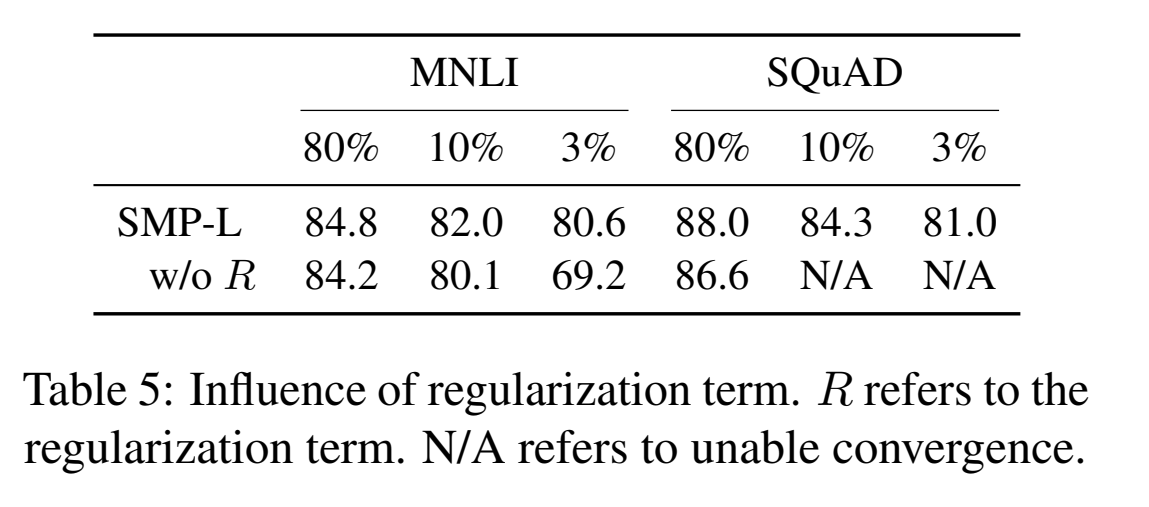 MNLI SQuAD
80% 10% 3% 80% 10% 3%
SMP-L 84.8 82.0 80.6 88.0 84.3 81.0
w/o R 84.2 80.1 69.2 86.6 N/A N/A
Table 5: Influence of regularization term. R refers to the
regularization term. N/A refers to unable convergence.